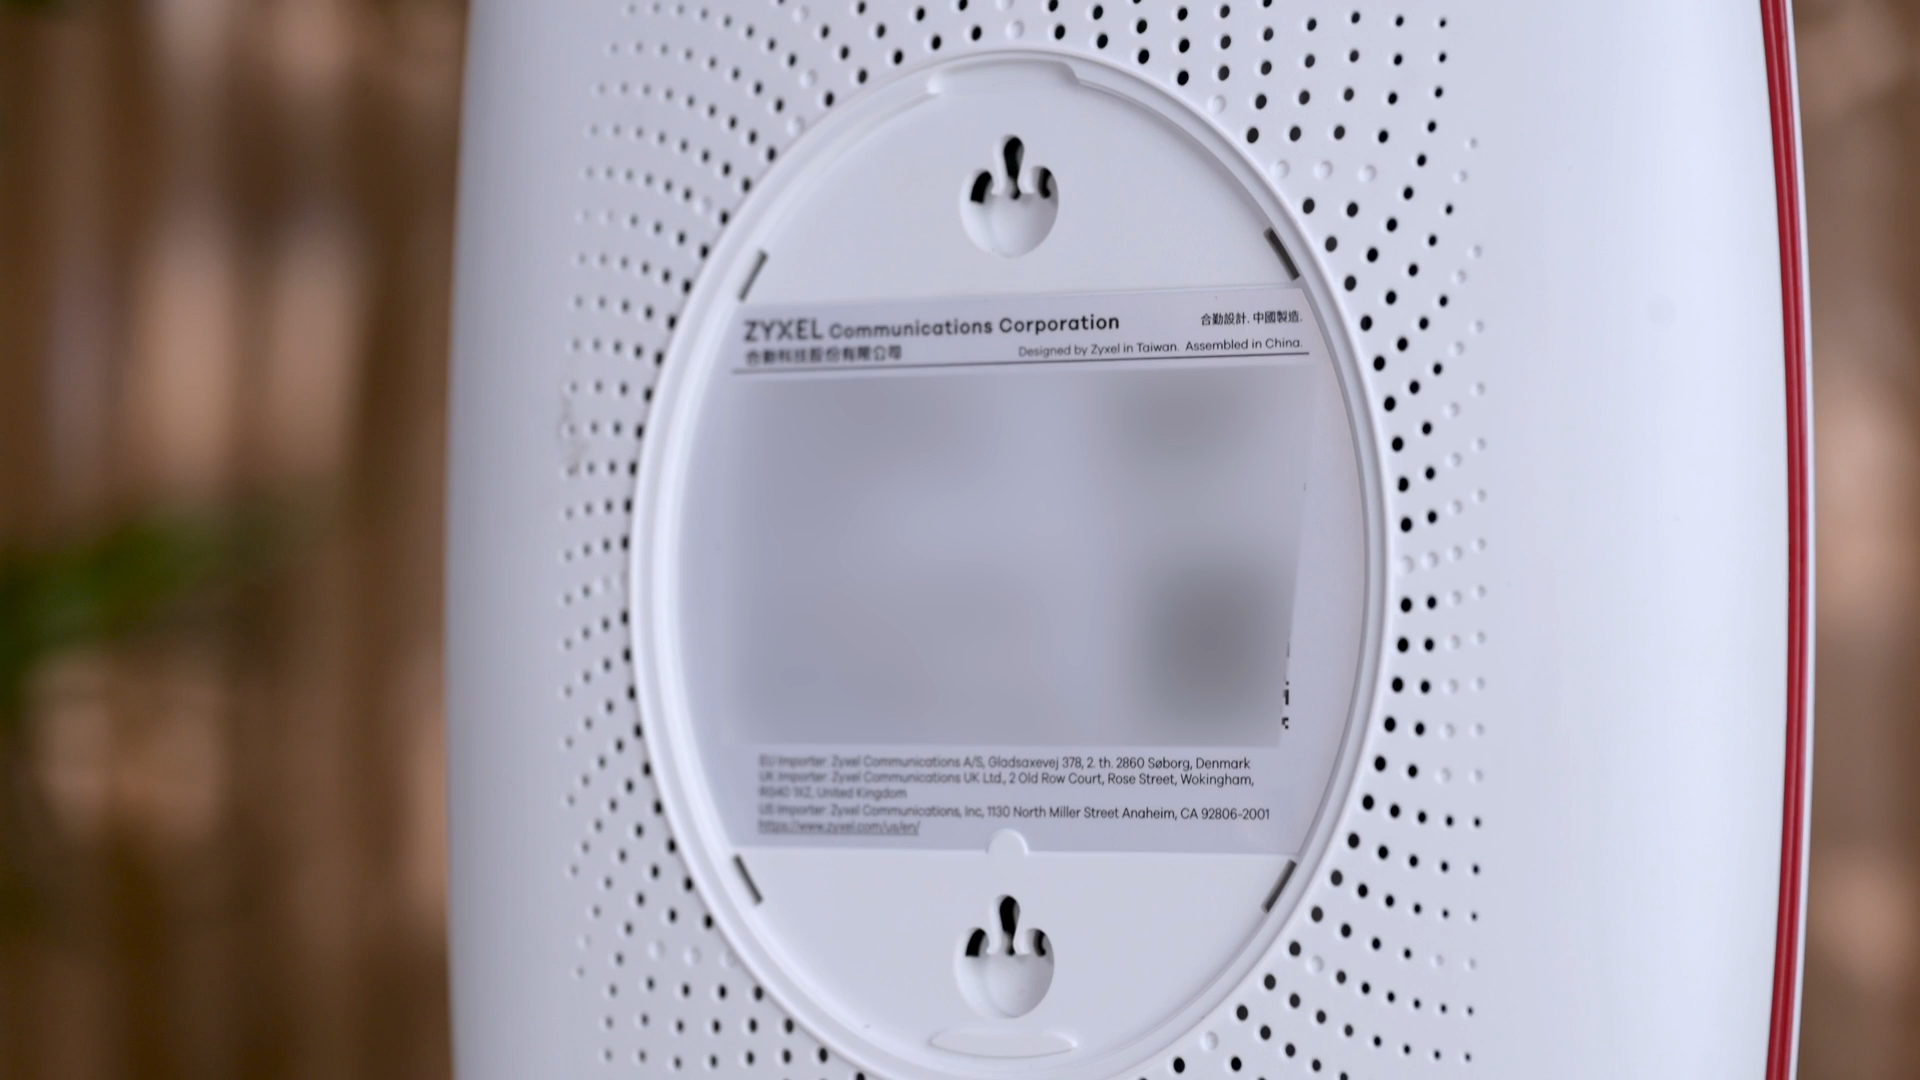 ZYXEL Communications Corporation
合勤科技股份有限公司
合勤設計. 中國製造.
Designed by Zyxel in Taiwan. Assembled in China.
EU Importer: Zyxel Communications A/S, Gladsaxevej 378, 2. th. 2860 Søborg, Denmark
UK Importer: Zyxel Communications UK Ltd., 2 Old Row Court, Rose Street, Wokingham,
RG40 1XZ, United Kingdom
US Importer: Zyxel Communications, Inc, 1130 North Miller Street Anaheim, CA 92806-2001
https://www.zyxel.com/us/en/